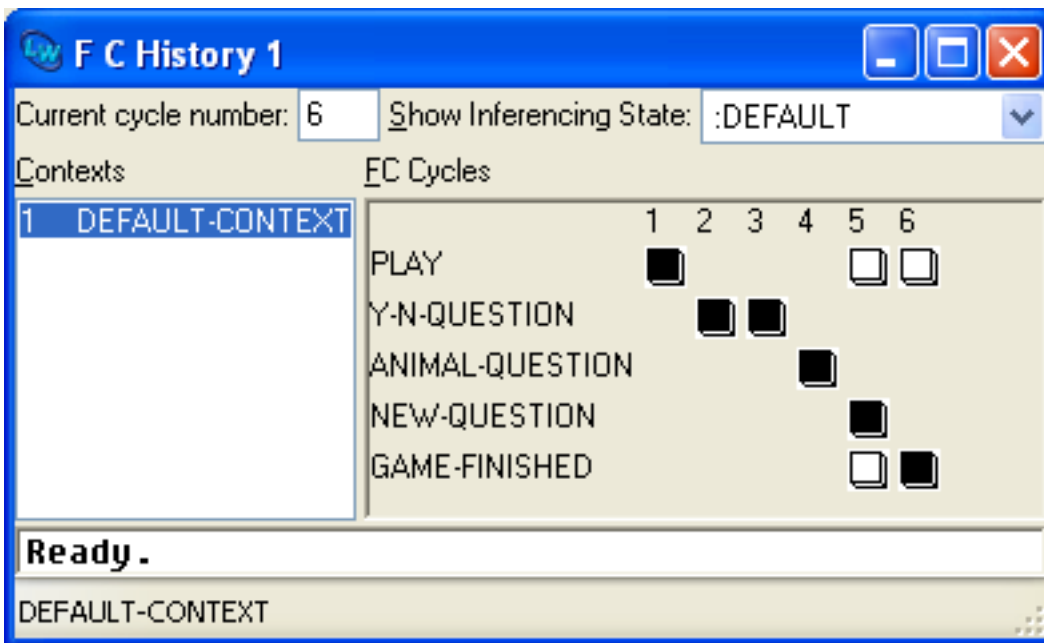 F C History 1
Current cycle number: 6 Show Inferencing State: :DEFAULT
Contexts FC Cycles
1 DEFAULT-CONTEXT
1 2 3 4 5 6
PLAY
Y-N-QUESTION
ANIMAL-QUESTION
NEW-QUESTION
GAME-FINISHED
Ready.
DEFAULT-CONTEXT